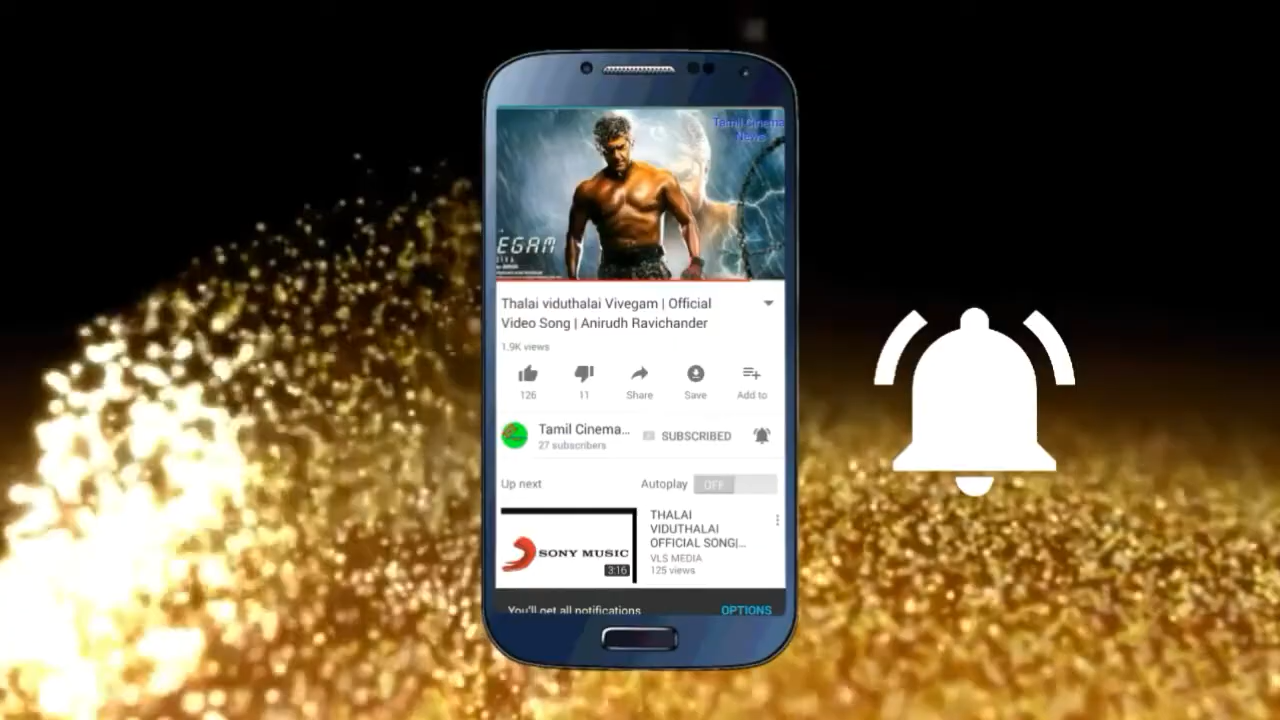 Tamil Cinema
News
EGAM
Thalai viduthalai Vivegam | Official
Video Song | Anirudh Ravichander
1.9K views
126
11
Share
Save
Add to
Tamil Cinema...
27 subscribers
SUBSCRIBED
Up next
Autoplay
OFF
SONY MUSIC
3:16
THALAI
VIDUTHALAI
OFFICIAL SONG|...
VLS MEDIA
125 views
You'll get all notifications
OPTIONS